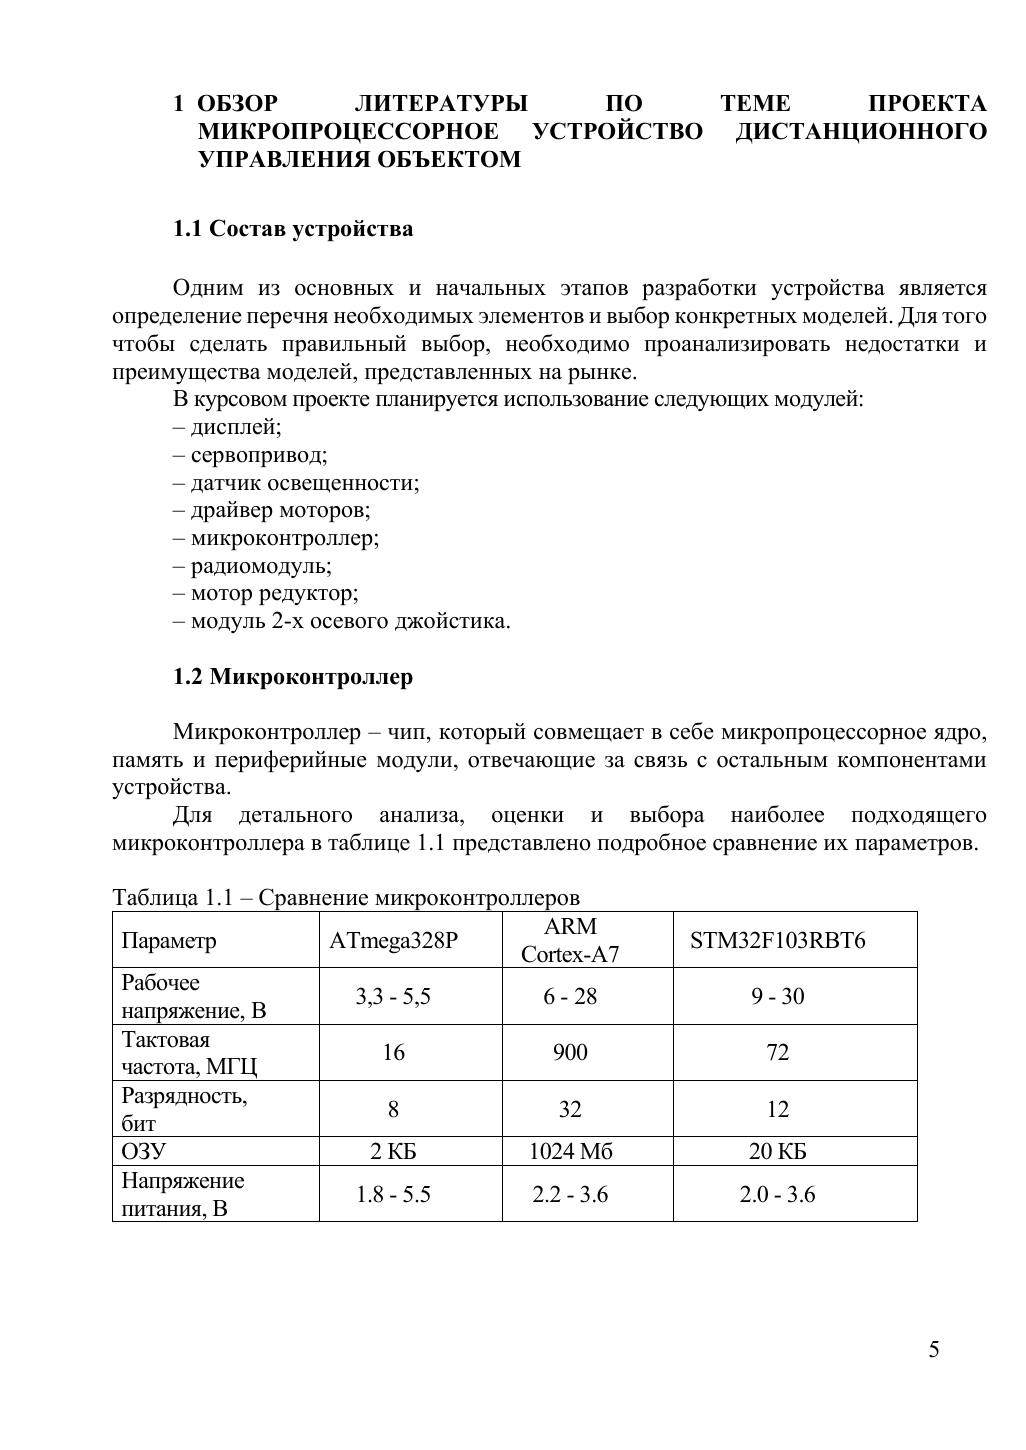 1 ОБЗОР ЛИТЕРАТУРЫ ПО ТЕМЕ ПРОЕКТА
МИКРОПРОЦЕССОРНОЕ УСТРОЙСТВО ДИСТАНЦИОННОГО
УПРАВЛЕНИЯ ОБЪЕКТОМ
1.1 Состав устройства
Одним из основных и начальных этапов разработки устройства является
определение перечня необходимых элементов и выбор конкретных моделей. Для того
чтобы сделать правильный выбор, необходимо проанализировать недостатки и
преимущества моделей, представленных на рынке.
В курсовом проекте планируется использование следующих модулей:
– дисплей;
– сервопривод;
– датчик освещенности;
– драйвер моторов;
– микроконтроллер;
– радиомодуль;
– мотор редуктор;
– модуль 2-х осевого джойстика.
1.2 Микроконтроллер
Микроконтроллер – чип, который совмещает в себе микропроцессорное ядро,
память и периферийные модули, отвечающие за связь с остальным компонентами
устройства.
Для детального анализа, оценки и выбора наиболее подходящего
микроконтроллера в таблице 1.1 представлено подробное сравнение их параметров.
Таблица 1.1 – Сравнение микроконтроллеров
Параметр ATmega328P ARM Cortex-A7 STM32F103RBT6
Рабочее
напряжение, В 3,3 - 5,5 6 - 28 9 - 30
Тактовая
частота, МГЦ 16 900 72
Разрядность,
бит 8 32 12
ОЗУ 2 КБ 1024 Мб 20 КБ
Напряжение
питания, В 1.8 - 5.5 2.2 - 3.6 2.0 - 3.6
5